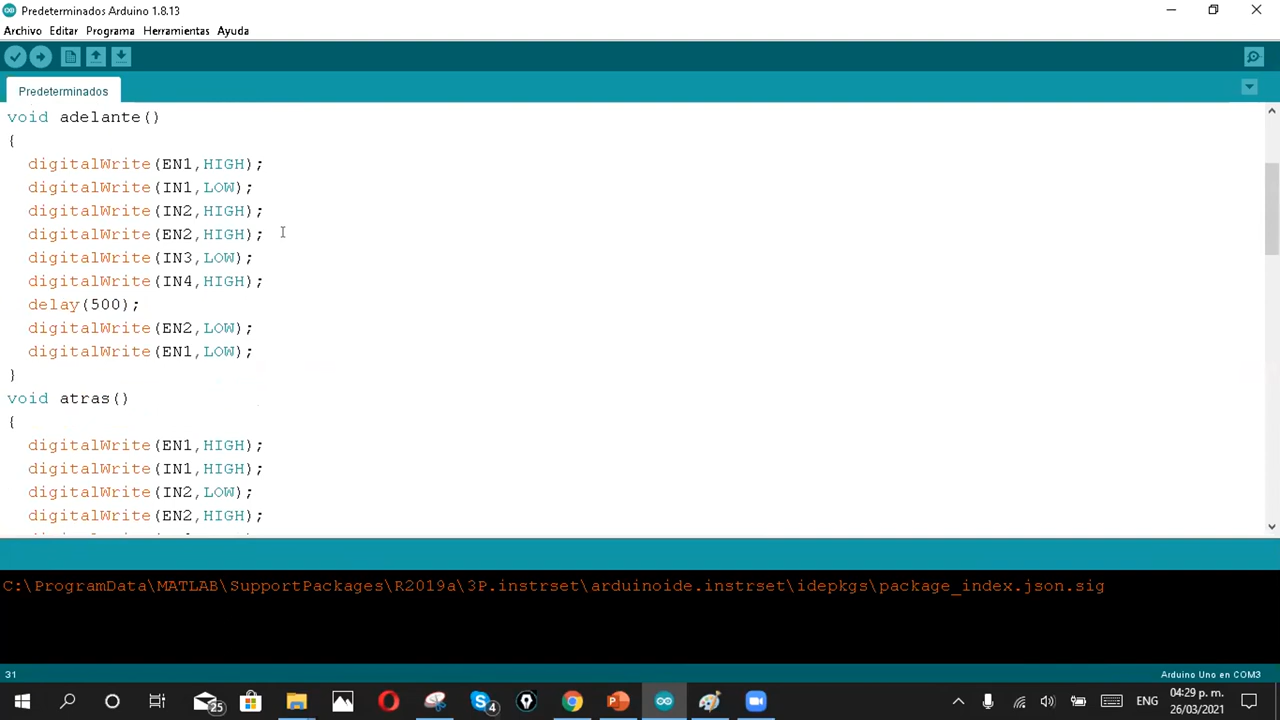 Predeterminados Arduino 1.8.13
Archivo Editar Programa Herramientas Ayuda
Predeterminados
void adelante()
{
digitalWrite(EN1,HIGH);
digitalWrite(IN1,LOW);
digitalWrite(IN2,HIGH);
digitalWrite(EN2,HIGH);
digitalWrite(IN3,LOW);
digitalWrite(IN4,HIGH);
delay(500);
digitalWrite(EN2,LOW);
digitalWrite(EN1,LOW);
}
void atras()
{
digitalWrite(EN1,HIGH);
digitalWrite(IN1,HIGH);
digitalWrite(IN2,LOW);
digitalWrite(EN2,HIGH);
C:\ProgramData\MATLAB\SupportPackages\R2019a\3P.instrset\arduinoide.instrset\idepkgs\package_index.json.sig
31
Arduino Uno en COM3
25
4
ENG
04:29 p. m.
26/03/2021